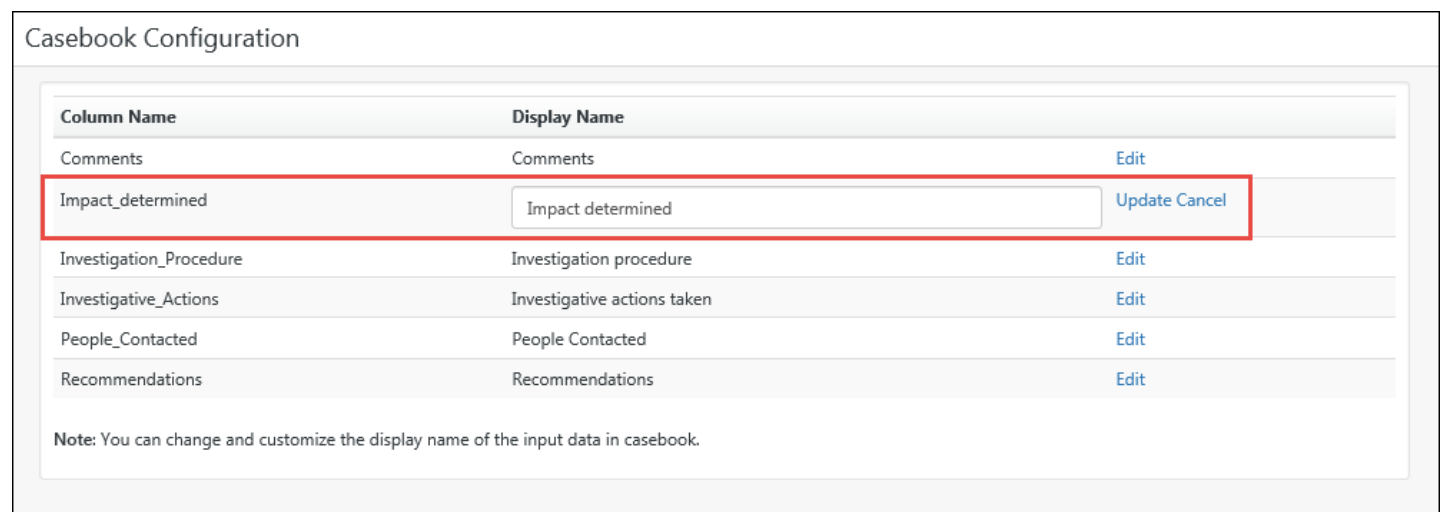 Casebook Configuration
Column Name Display Name
Comments Comments Edit
Impact_determined Impact determined Update Cancel
Investigation_Procedure Investigation procedure Edit
Investigative_Actions Investigative actions taken Edit
People_Contacted People Contacted Edit
Recommendations Recommendations Edit
Note: You can change and customize the display name of the input data in casebook.